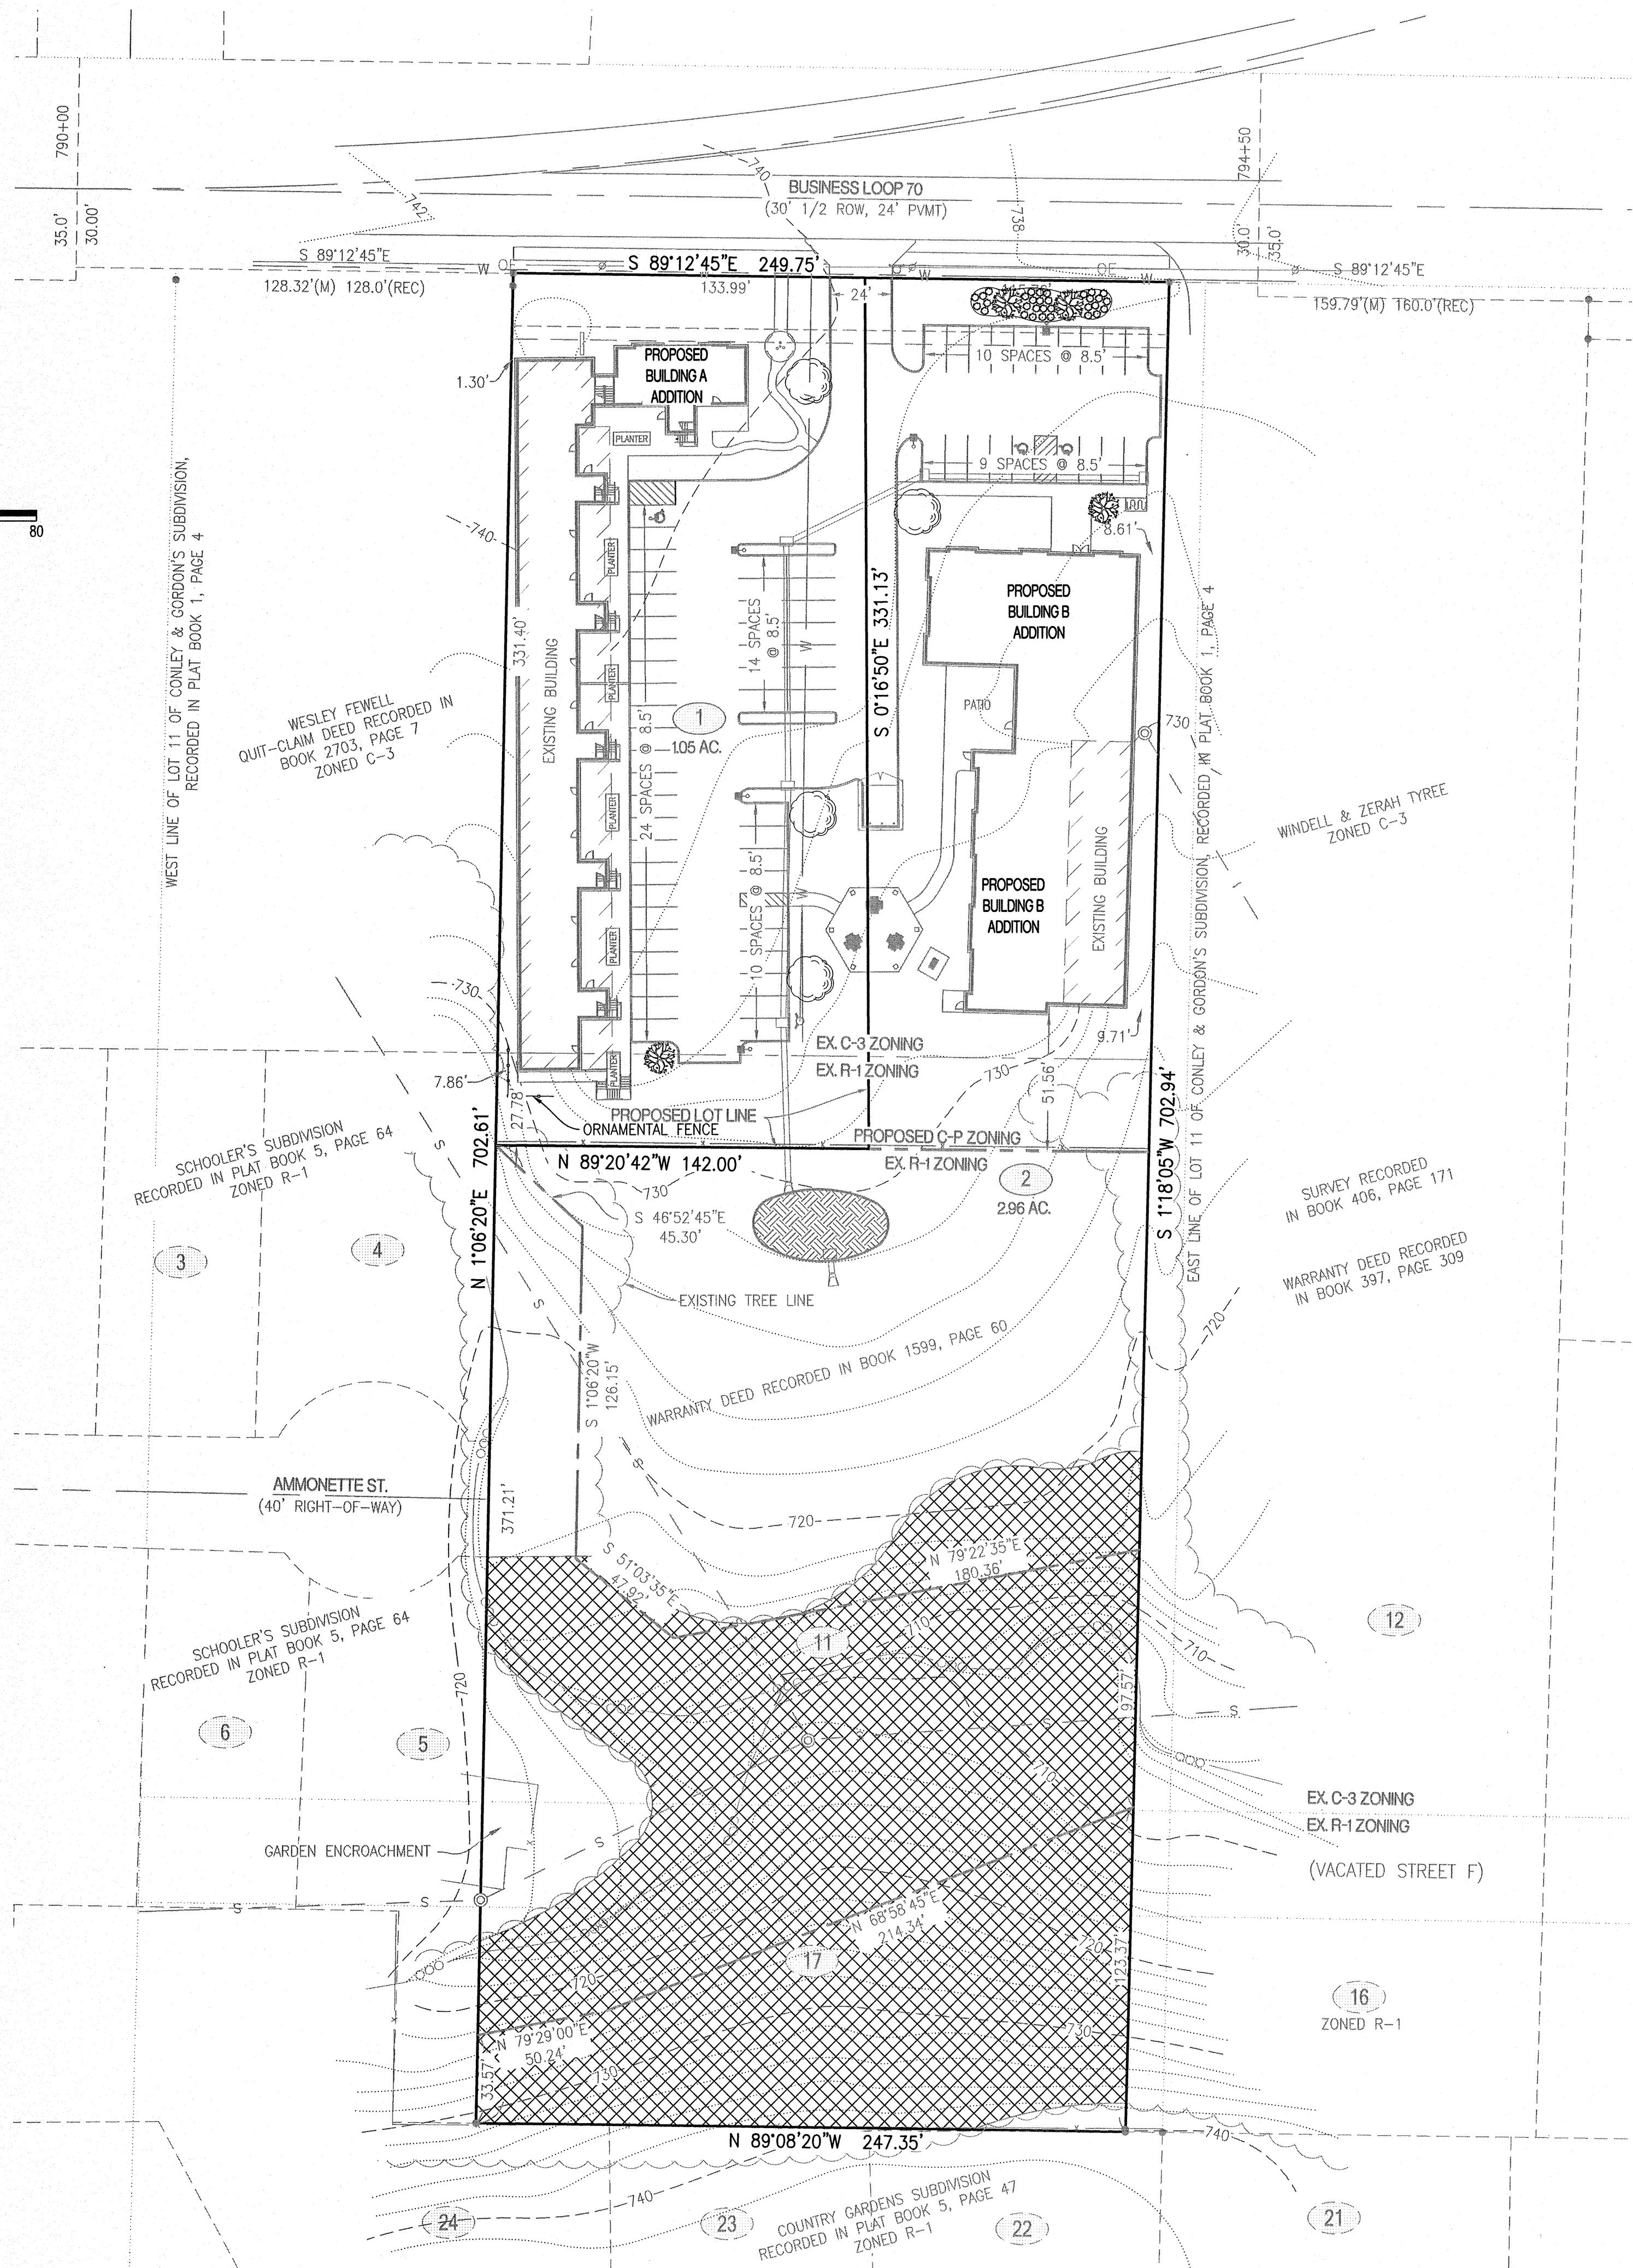 790+00
35.0'
30.00'
794+50
30.0'
35.0'
740
742
738
BUSINESS LOOP 70
(30' 1/2 ROW, 24' PVMT)
S 89°12'45"E
128.32'(M) 128.0'(REC)
W
OE
S 89°12'45"E 249.75'
133.99'
24'
W
OE
W
S 89°12'45"E
159.79'(M) 160.0'(REC)
PROPOSED
BUILDING A
ADDITION
1.30'
10 SPACES @ 8.5'
PLANTER
9 SPACES @ 8.5'
80
WEST LINE OF LOT 11 OF CONLEY & GORDON'S SUBDIVISION,
RECORDED IN PLAT BOOK 1, PAGE 4
740
8.61'
PLANTER
331.40'
EXISTING BUILDING
14 SPACES
@ 8.5'
W
S 0°16'50"E 331.13'
PROPOSED
BUILDING B
ADDITION
PATIO
730
EAST LINE OF LOT 11 OF CONLEY & GORDON'S SUBDIVISION, RECORDED IN PLAT BOOK 1, PAGE 4
WESLEY FEWELL
QUIT-CLAIM DEED RECORDED IN
BOOK 2703, PAGE 7
ZONED C-3
PLANTER
24 SPACES @ 8.5'
1
1.05 AC.
PLANTER
10 SPACES @ 8.5'
W
WINDELL & ZERAH TYREE
ZONED C-3
PROPOSED
BUILDING B
ADDITION
EXISTING BUILDING
PLANTER
730
9.71'
EX. C-3 ZONING
EX. R-1 ZONING
PLANTER
730
51.56'
7.86'
27.78'
PROPOSED LOT LINE
ORNAMENTAL FENCE
PROPOSED C-P ZONING
EX. R-1 ZONING
N 89°20'42"W 142.00'
N 1°06'20"E 702.61'
S 1°18'05"W 702.94'
SCHOOLER'S SUBDIVISION
RECORDED IN PLAT BOOK 5, PAGE 64
ZONED R-1
S
730
S 46°52'45"E
45.30'
2
2.96 AC.
SURVEY RECORDED
IN BOOK 406, PAGE 171
WARRANTY DEED RECORDED
IN BOOK 397, PAGE 309
3
4
S
EXISTING TREE LINE
720
WARRANTY DEED RECORDED IN BOOK 1599, PAGE 60
S 1°06'20"W
126.15'
S
AMMONETTE ST.
(40' RIGHT-OF-WAY)
371.21'
720
S 51°03'35"E
47.92'
N 79°22'35"E
180.36'
SCHOOLER'S SUBDIVISION
RECORDED IN PLAT BOOK 5, PAGE 64
ZONED R-1
11
710
12
710
720
197.57'
S
6
5
710
EX. C-3 ZONING
EX. R-1 ZONING
GARDEN ENCROACHMENT
S
(VACATED STREET F)
S
S
N 68°58'45"E
214.34'
720
17
720
123.37'
16
ZONED R-1
N 79°29'00"E
50.24'
33.57'
730
730
N 89°08'20"W 247.35'
740
740
24
23
COUNTRY GARDENS SUBDIVISION
RECORDED IN PLAT BOOK 5, PAGE 47
ZONED R-1
22
21